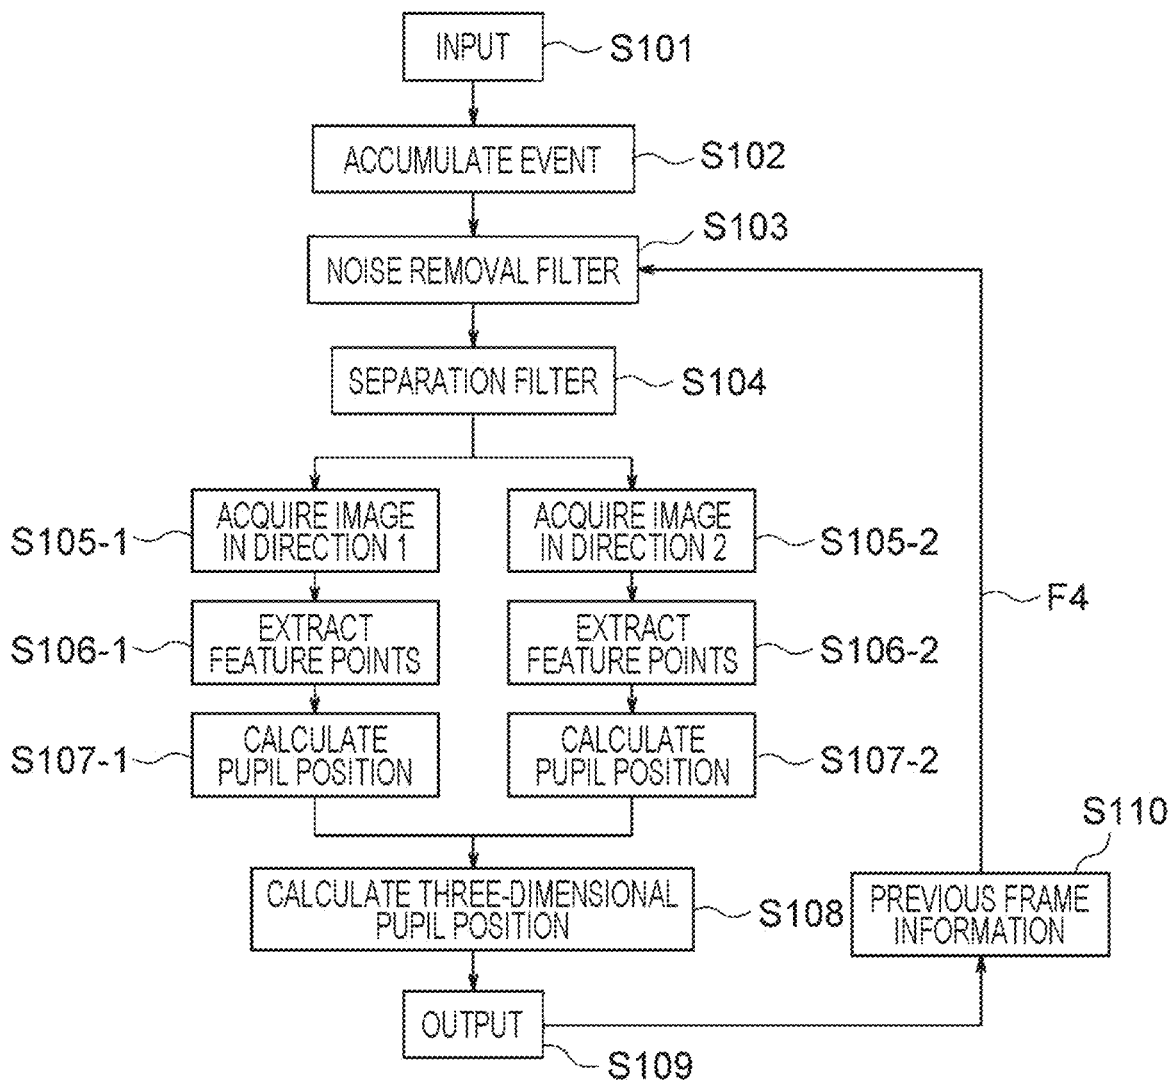 INPUT
S101
ACCUMULATE EVENT
S102
NOISE REMOVAL FILTER
S103
SEPARATION FILTER
S104
ACQUIRE IMAGE
IN DIRECTION 1
S105-1
ACQUIRE IMAGE
IN DIRECTION 2
S105-2
EXTRACT
FEATURE POINTS
S106-1
EXTRACT
FEATURE POINTS
S106-2
CALCULATE
PUPIL POSITION
S107-1
CALCULATE
PUPIL POSITION
S107-2
F4
CALCULATE THREE-DIMENSIONAL
PUPIL POSITION
S108
PREVIOUS FRAME
INFORMATION
S110
OUTPUT
S109